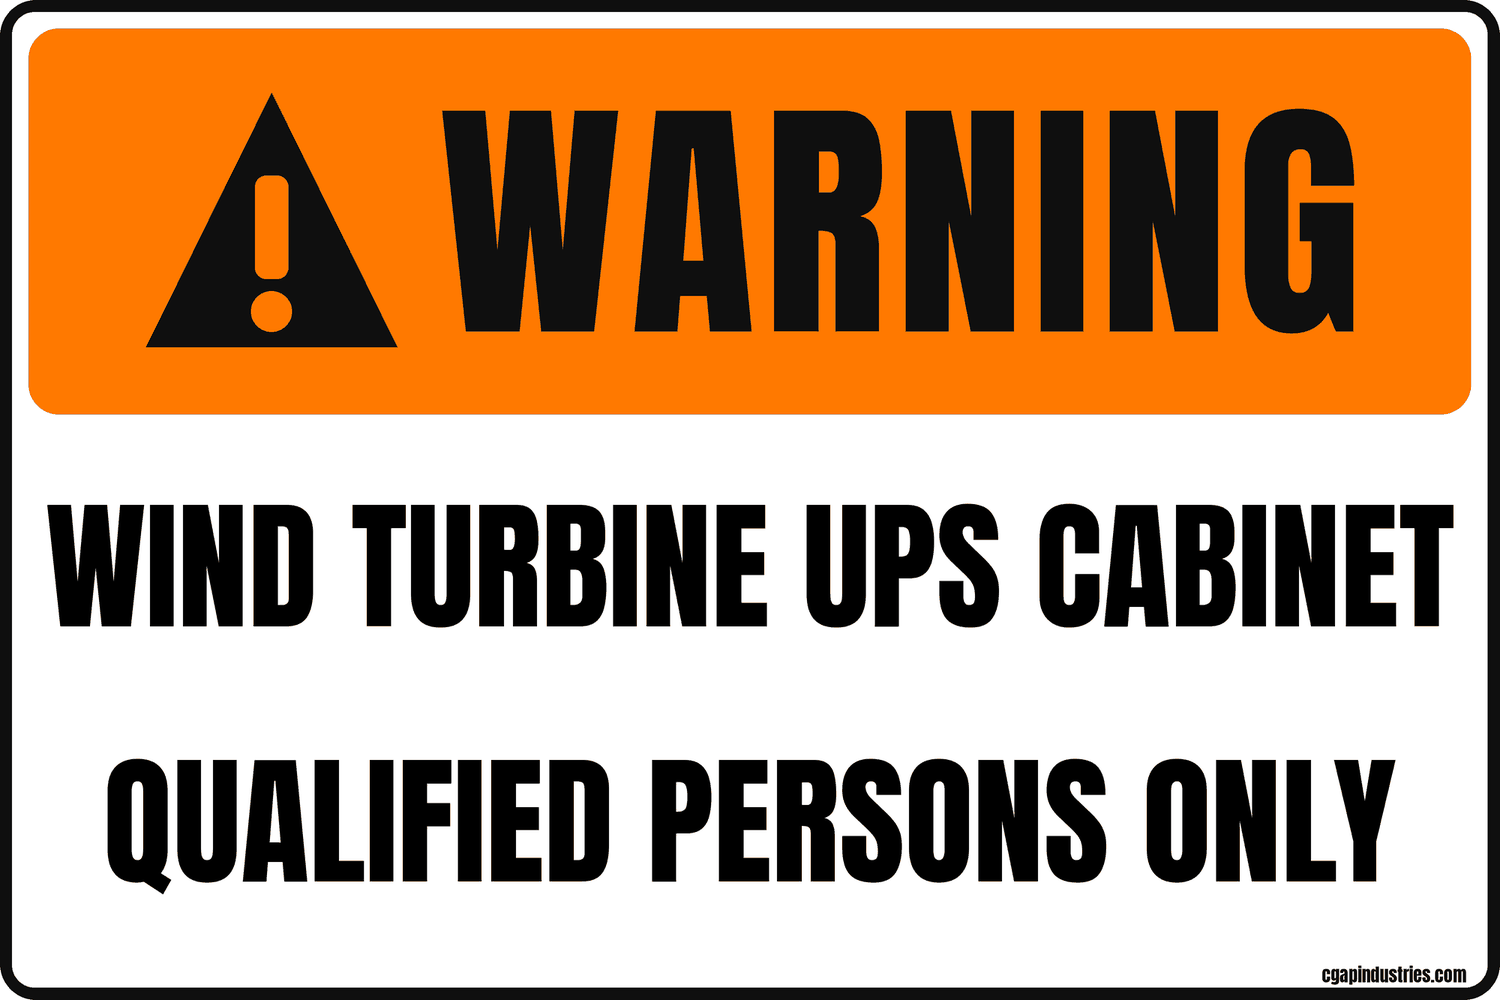 WARNING
WIND TURBINE UPS CABINET
QUALIFIED PERSONS ONLY
cgapindustries.com